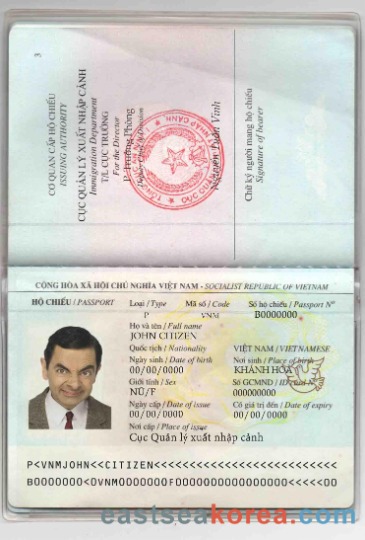 3
CƠ QUAN CẤP HỘ CHIẾU
ISSUING AUTHORITY
CỤC QUẢN LÝ XUẤT NHẬP CẢNH
Immigration Department
T/L CỤC TRƯỞNG
For the Director
P. Trưởng Phòng
Nguyễn Tuấn Vinh
Chữ ký người mang hộ chiếu
Signature of bearer
CỘNG HÒA XÃ HỘI CHỦ NGHĨA VIỆT NAM - SOCIALIST REPUBLIC OF VIETNAM
HỘ CHIẾU / PASSPORT Loại / Type Mã số / Code Số hộ chiếu / Passport Nº
P VNM B0000000
Họ và tên / Full name
JOHN CITIZEN
Quốc tịch / Nationality VIỆT NAM / VIETNAMESE
Ngày sinh / Date of birth Nơi sinh / Place of birth
00/00/0000 KHÁNH HÒA
Giới tính / Sex Số GCMND / ID
NỮ/F 000000000
Ngày cấp / Date of issue Có giá trị đến / Date of expiry
00/00/0000 00/00/0000
Nơi cấp / Place of issue
Cục Quản lý xuất nhập cảnh
P<VNMJOHN<<CITIZEN<<<<<<<<<<<<<<<<<<<<<<<<<<
B0000000<0VNM0000000F0000000000000000<<<<<00
eastseakorea.com